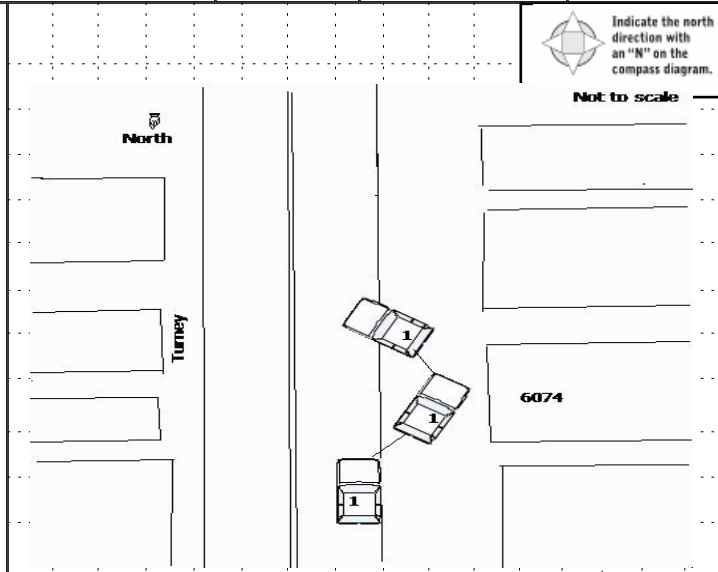 Indicate the north
direction with
an “N” on the
compass diagram.
Not to scale
North
Turney
1
1
6074
1